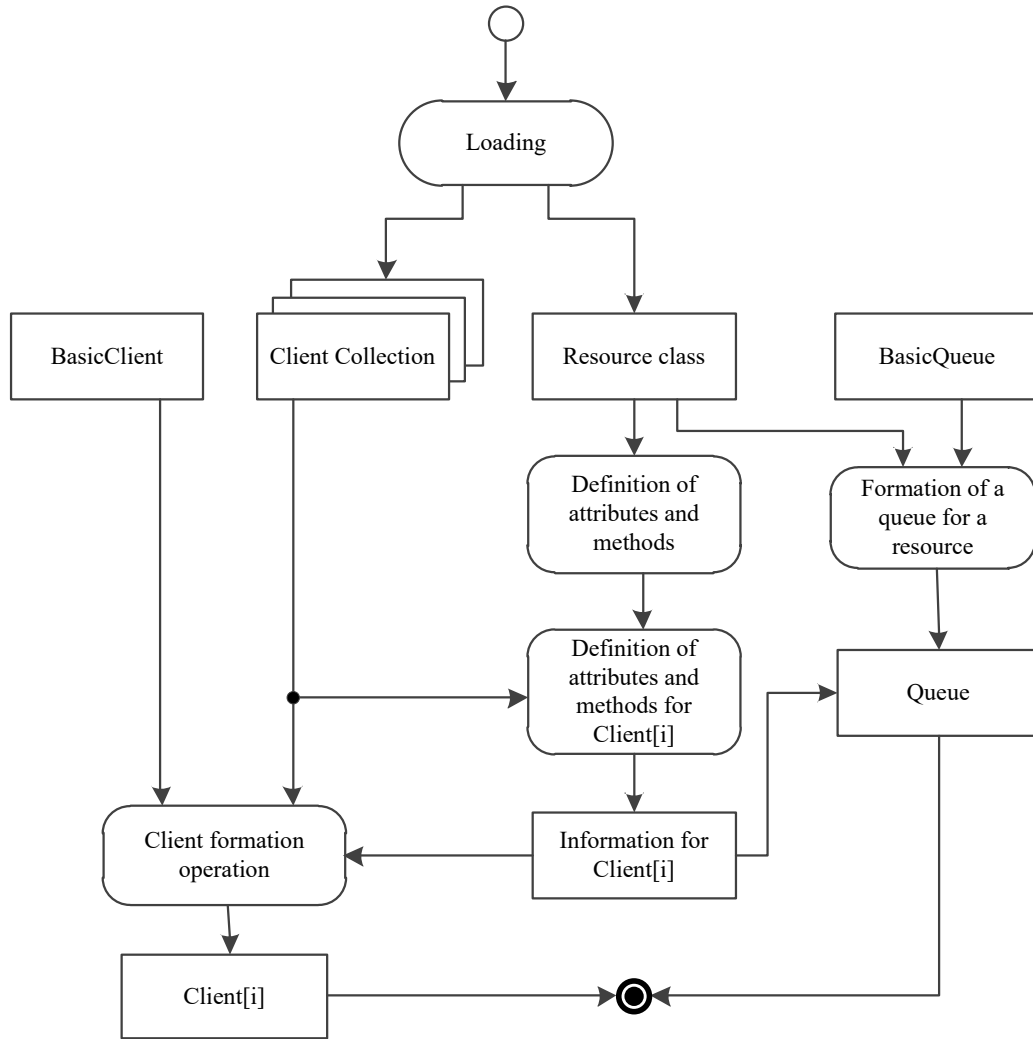 Loading
BasicClient
Client Collection
Resource class
BasicQueue
Definition of
attributes and
methods
Formation of a
queue for a
resource
Definition of
attributes and
methods for
Client[i]
Queue
Client formation
operation
Information for
Client[i]
Client[i]